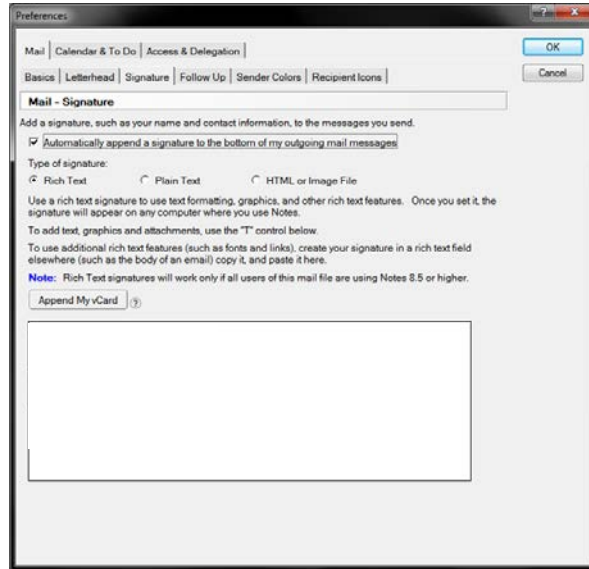 Preferences
Mail Calendar & To Do Access & Delegation
OK
Basics Letterhead Signature Follow Up Sender Colors Recipient Icons
Cancel
Mail - Signature
Add a signature, such as your name and contact information, to the messages you send.
Automatically append a signature to the bottom of my outgoing mail messages
Type of signature:
Rich Text Plain Text HTML or Image File
Use a rich text signature to use text formatting, graphics, and other rich text features. Once you set it, the
signature will appear on any computer where you use Notes.
To add text, graphics and attachments, use the "T" control below.
To use additional rich text features (such as fonts and links), create your signature in a rich text field
elsewhere (such as the body of an email) copy it, and paste it here.
Note: Rich Text signatures will work only if all users of this mail file are using Notes 8.5 or higher.
Append My vCard ?